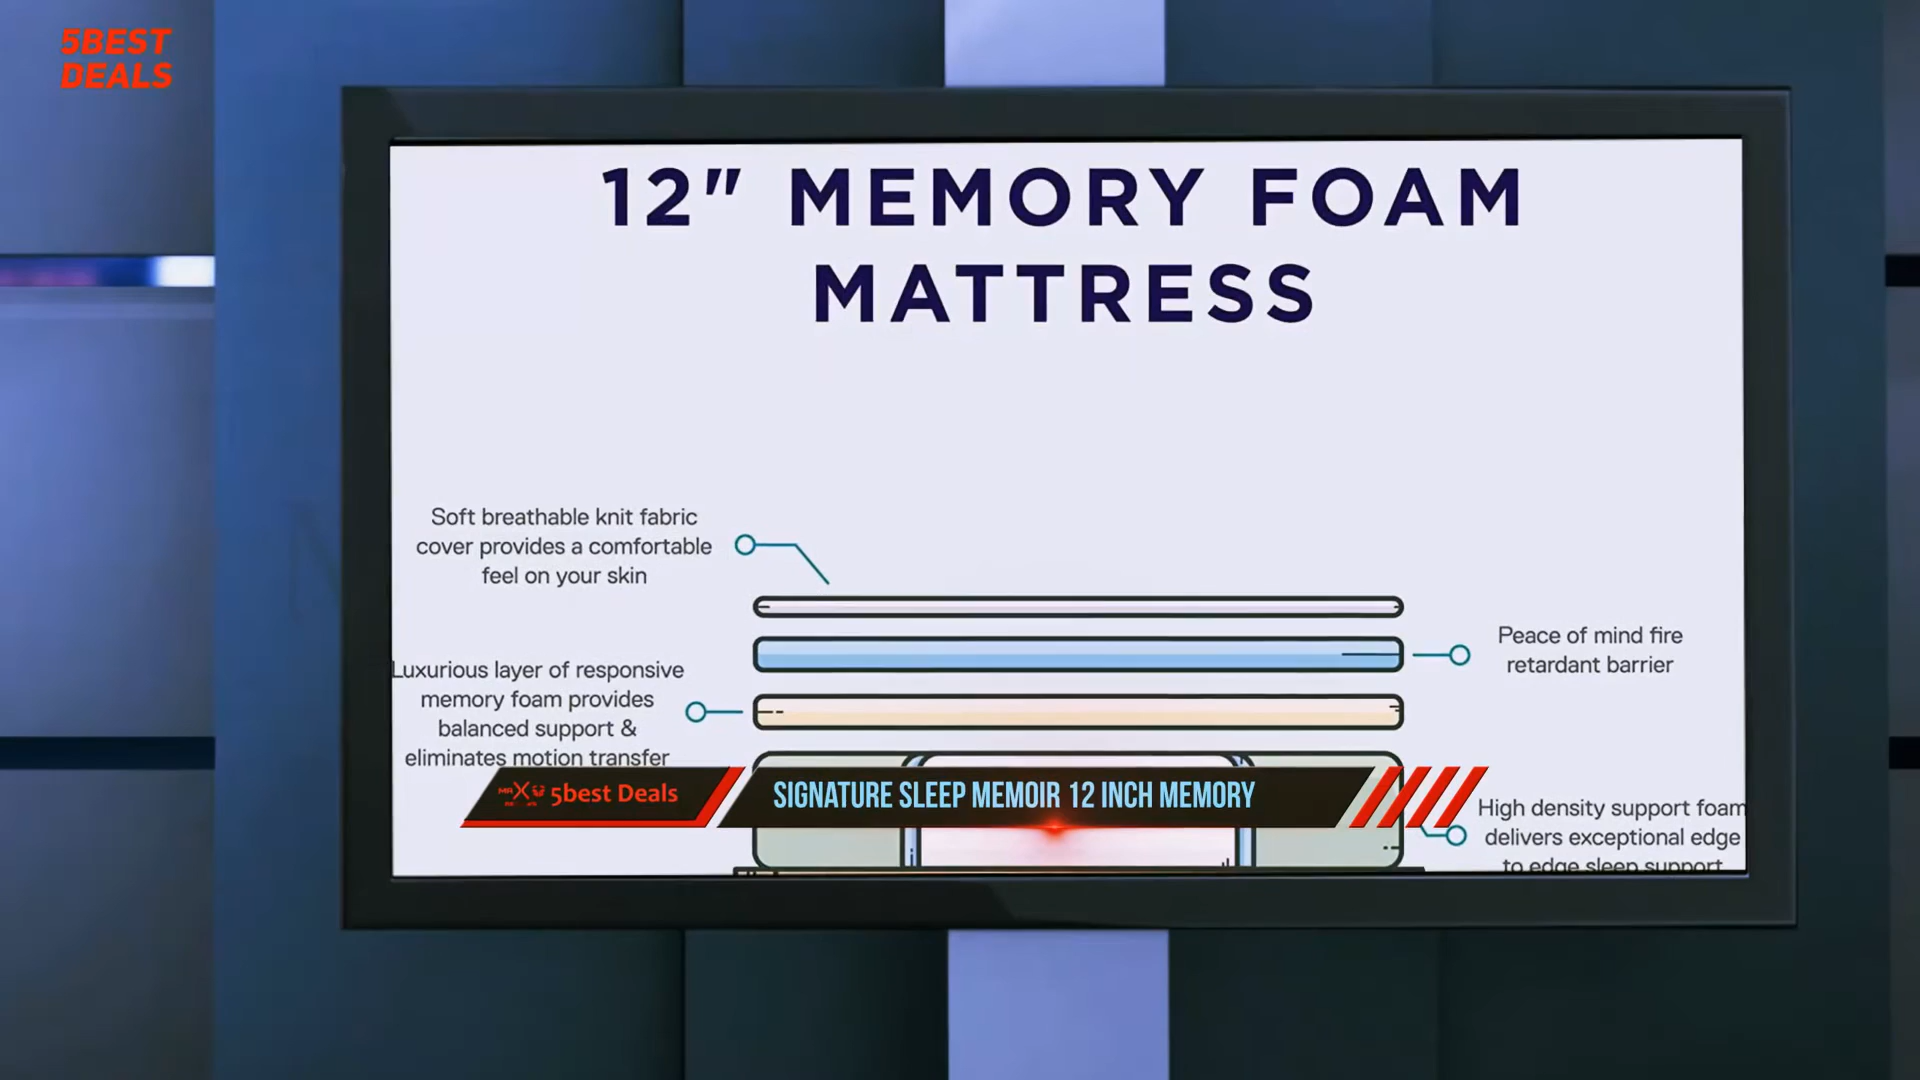 5BEST
DEALS
12" MEMORY FOAM
MATTRESS
Soft breathable knit fabric
cover provides a comfortable
feel on your skin
Peace of mind fire
retardant barrier
Luxurious layer of responsive
memory foam provides
balanced support &
eliminates motion transfer
5best Deals
SIGNATURE SLEEP MEMOIR 12 INCH MEMORY
High density support foam
delivers exceptional edge
to edge sleep support